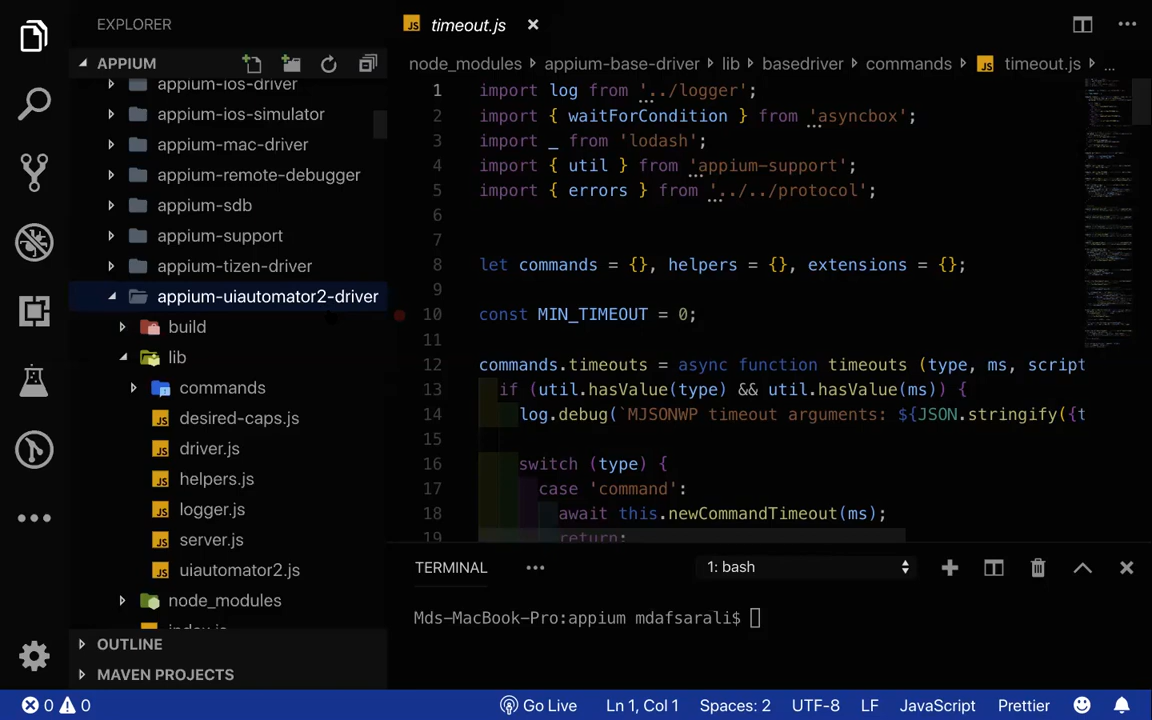 EXPLORER
APPIUM
appium-ios-driver
appium-ios-simulator
appium-mac-driver
appium-remote-debugger
appium-sdb
appium-support
appium-tizen-driver
appium-uiautomator2-driver
build
lib
commands
desired-caps.js
driver.js
helpers.js
logger.js
server.js
uiautomator2.js
node_modules
index.js
OUTLINE
MAVEN PROJECTS
JS timeout.js
node_modules appium-base-driver lib basedriver commands JS timeout.js ...
1 import log from '../logger';
2 import { waitForCondition } from 'asyncbox';
3 import _ from 'lodash';
4 import { util } from 'appium-support';
5 import { errors } from '../../protocol';
6
7
8 let commands = {}, helpers = {}, extensions = {};
9
10 const MIN_TIMEOUT = 0;
11
12 commands.timeouts = async function timeouts (type, ms, script
13 if (util.hasValue(type) && util.hasValue(ms)) {
14 log.debug(`MJSONWP timeout arguments: ${JSON.stringify({t
15
16 switch (type) {
17 case 'command':
18 await this.newCommandTimeout(ms);
19 return;
TERMINAL
1: bash
Mds-MacBook-Pro:appium mdafsarali$
0 0 Go Live Ln 1, Col 1 Spaces: 2 UTF-8 LF JavaScript Prettier